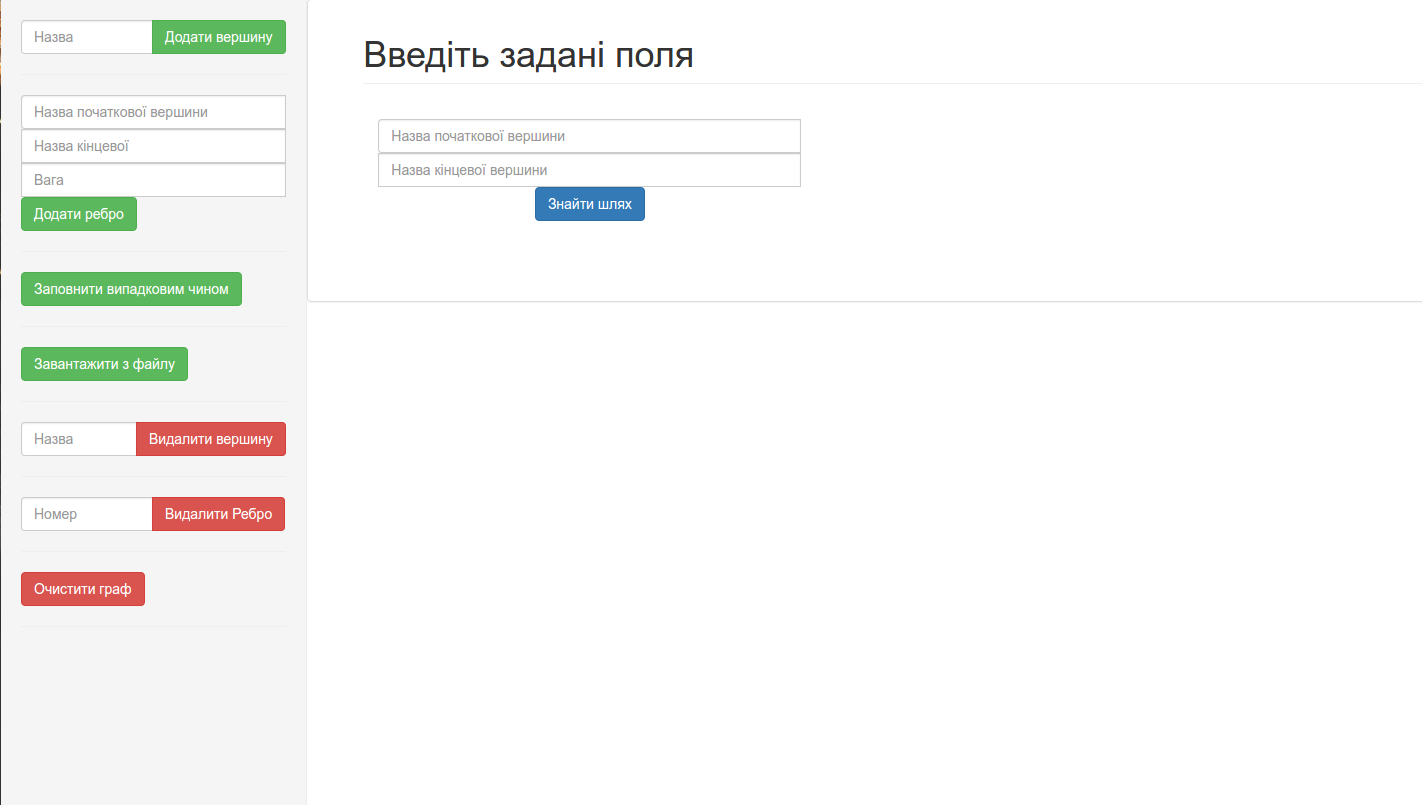 Назва
Додати вершину
Назва початкової вершини
Назва кінцевої
Вага
Додати ребро
Заповнити випадковим чином
Завантажити з файлу
Назва
Видалити вершину
Номер
Видалити Ребро
Очистити граф
Введіть задані поля
Назва початкової вершини
Назва кінцевої вершини
Знайти шлях